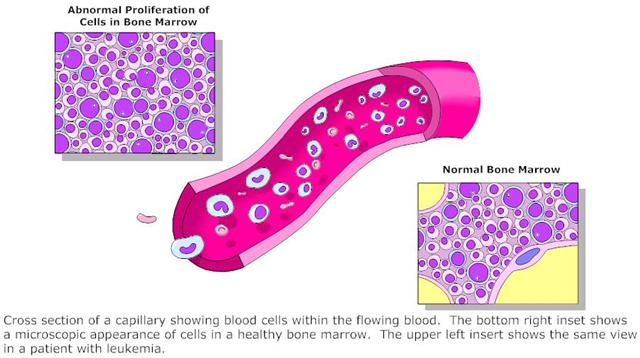 Abnormal Proliferation of
Cells in Bone Marrow
Normal Bone Marrow
Cross section of a capillary showing blood cells within the flowing blood.  The bottom right inset shows
a microscopic appearance of cells in a healthy bone marrow.  The upper left insert shows the same view
in a patient with leukemia.